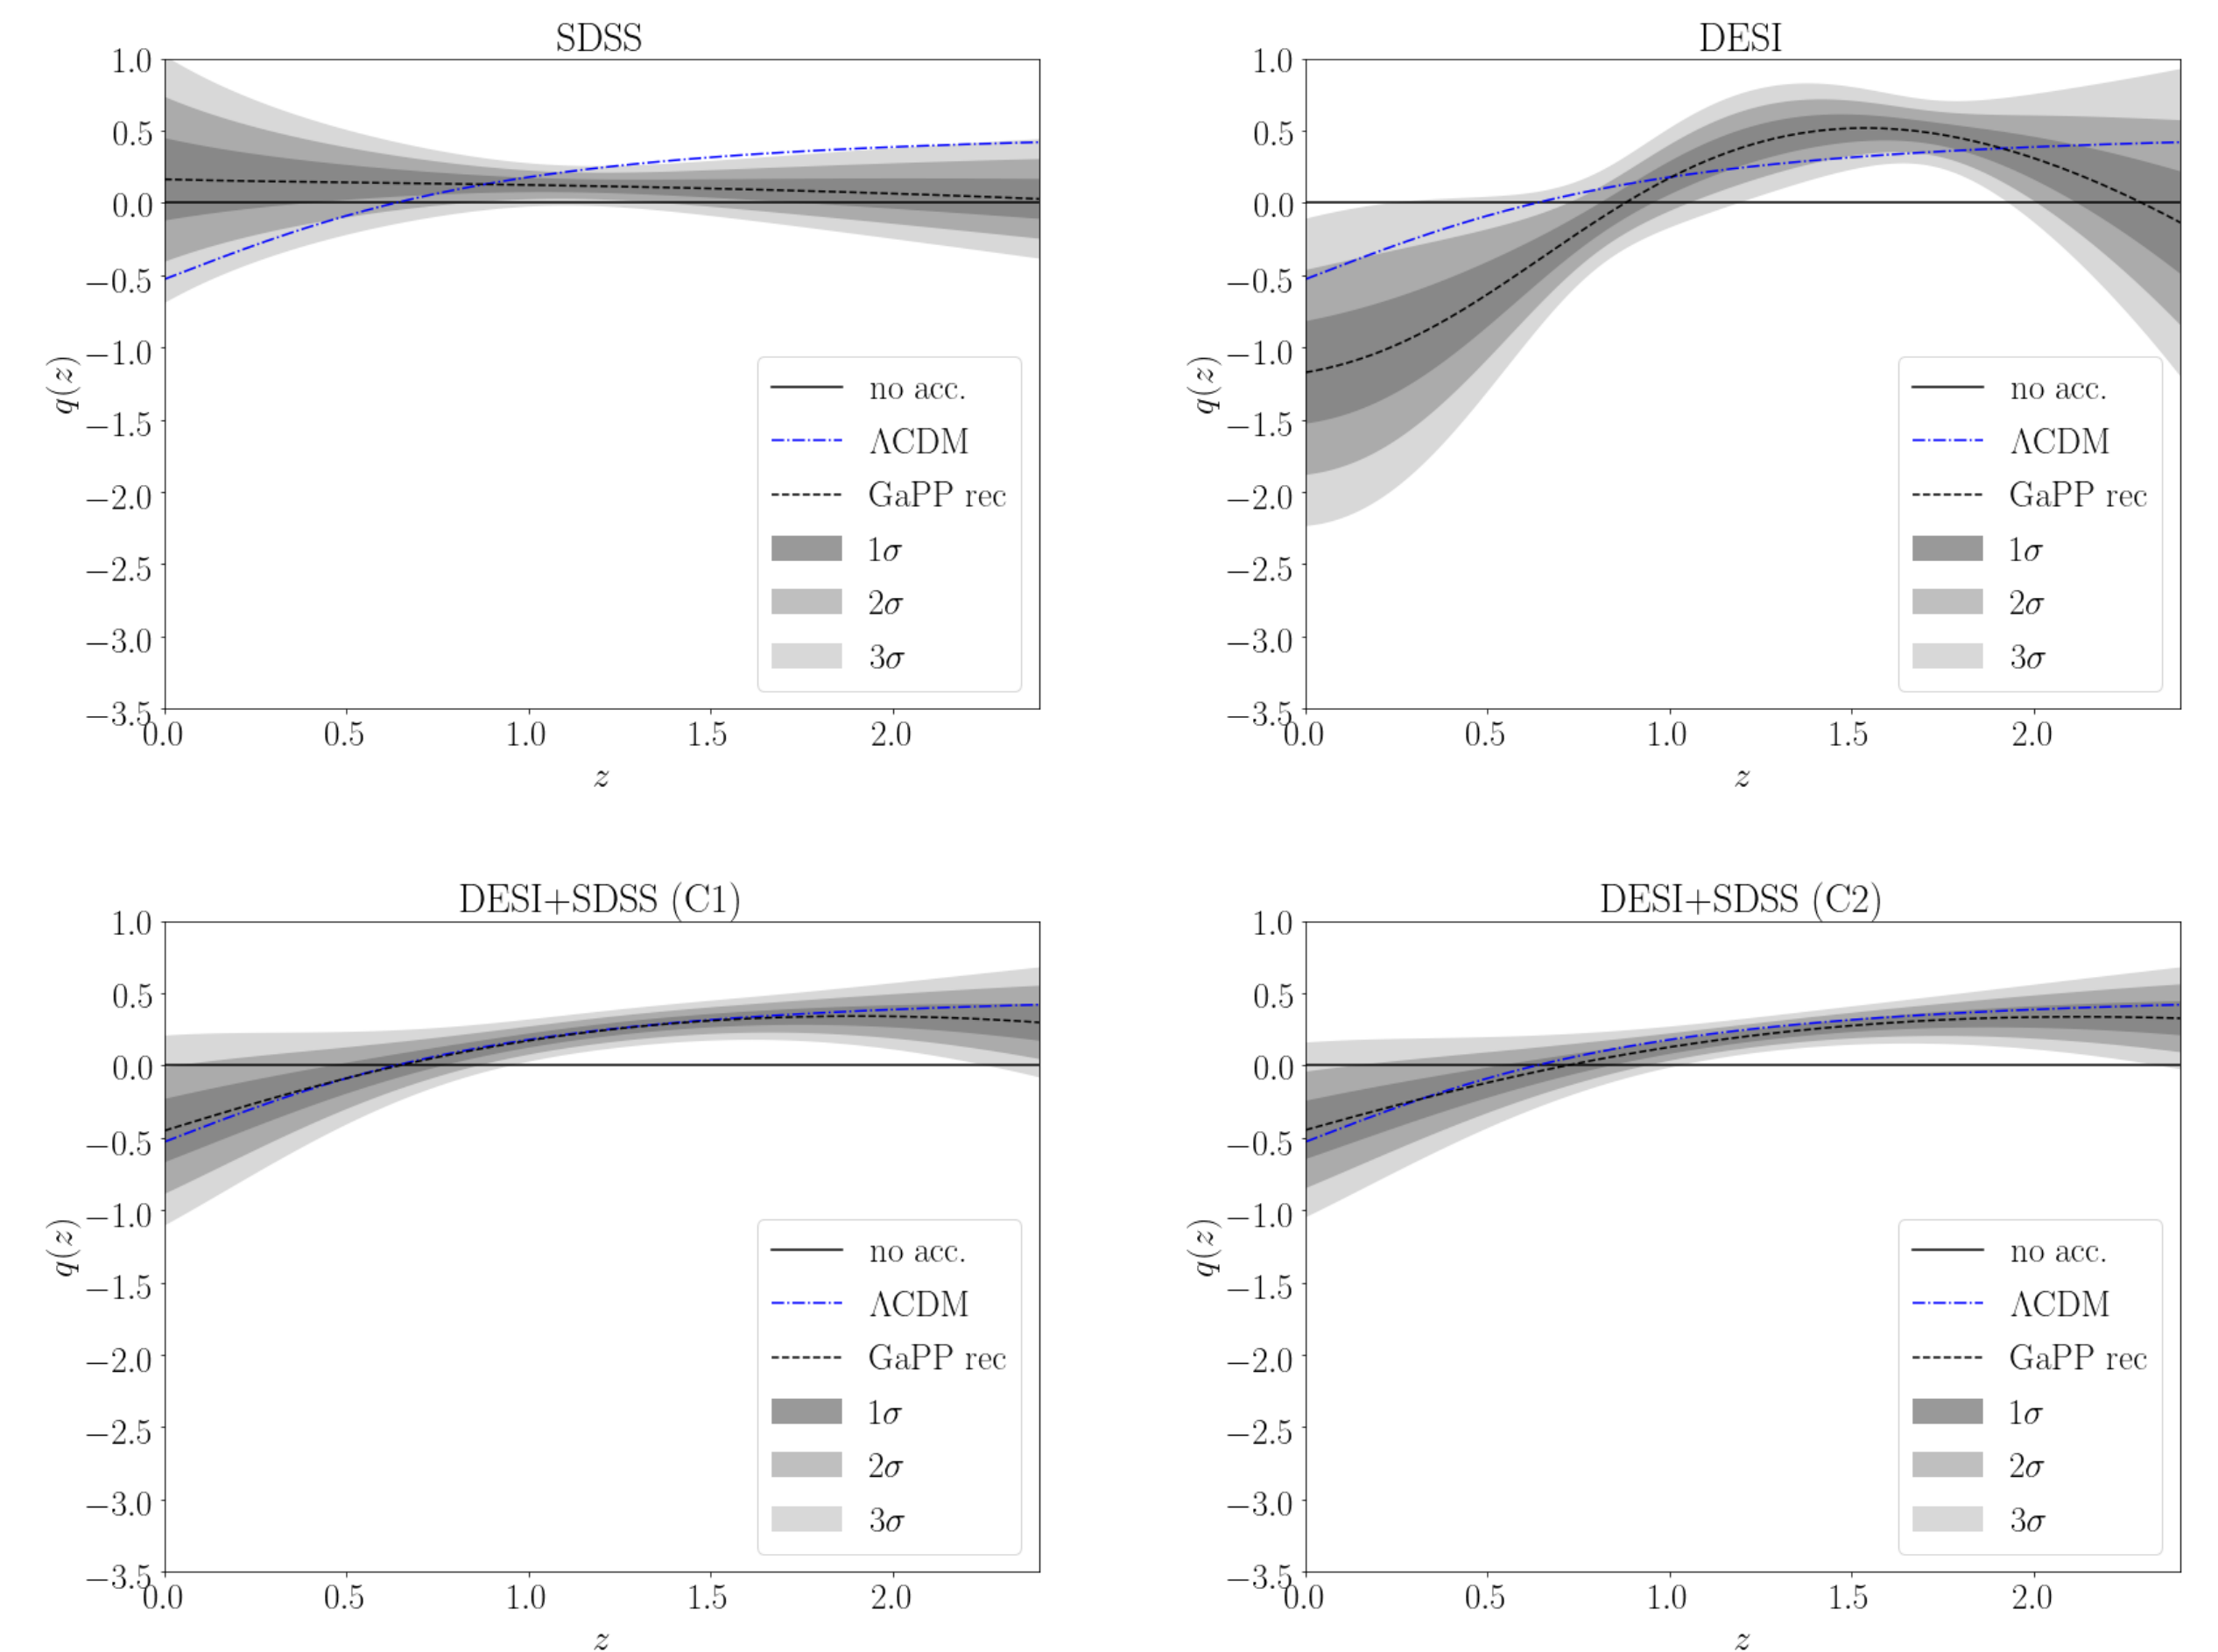 SDSS
1.0
0.5
0.0
−0.5
−1.0
−1.5
−2.0
−2.5
−3.0
−3.5
q(z)
no acc.
ΛCDM
GaPP rec
1σ
2σ
3σ
0.0 0.5 1.0 1.5 2.0
z
DESI
1.0
0.5
0.0
−0.5
−1.0
−1.5
−2.0
−2.5
−3.0
−3.5
q(z)
no acc.
ΛCDM
GaPP rec
1σ
2σ
3σ
0.0 0.5 1.0 1.5 2.0
z
DESI+SDSS (C1)
1.0
0.5
0.0
−0.5
−1.0
−1.5
−2.0
−2.5
−3.0
−3.5
q(z)
no acc.
ΛCDM
GaPP rec
1σ
2σ
3σ
0.0 0.5 1.0 1.5 2.0
z
DESI+SDSS (C2)
1.0
0.5
0.0
−0.5
−1.0
−1.5
−2.0
−2.5
−3.0
−3.5
q(z)
no acc.
ΛCDM
GaPP rec
1σ
2σ
3σ
0.0 0.5 1.0 1.5 2.0
z